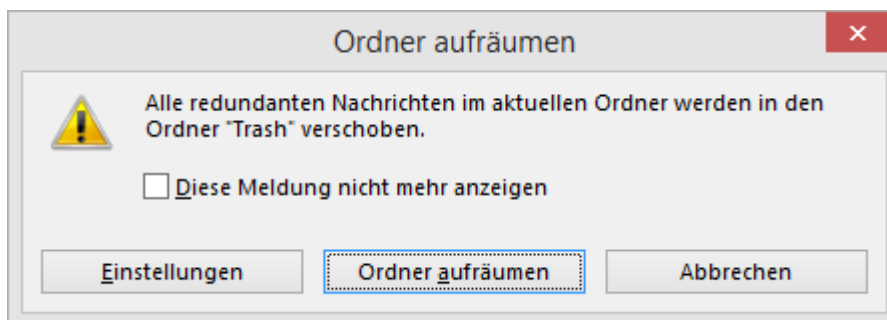 Ordner aufräumen
Alle redundanten Nachrichten im aktuellen Ordner werden in den
Ordner "Trash" verschoben.
Diese Meldung nicht mehr anzeigen
Einstellungen
Ordner aufräumen
Abbrechen